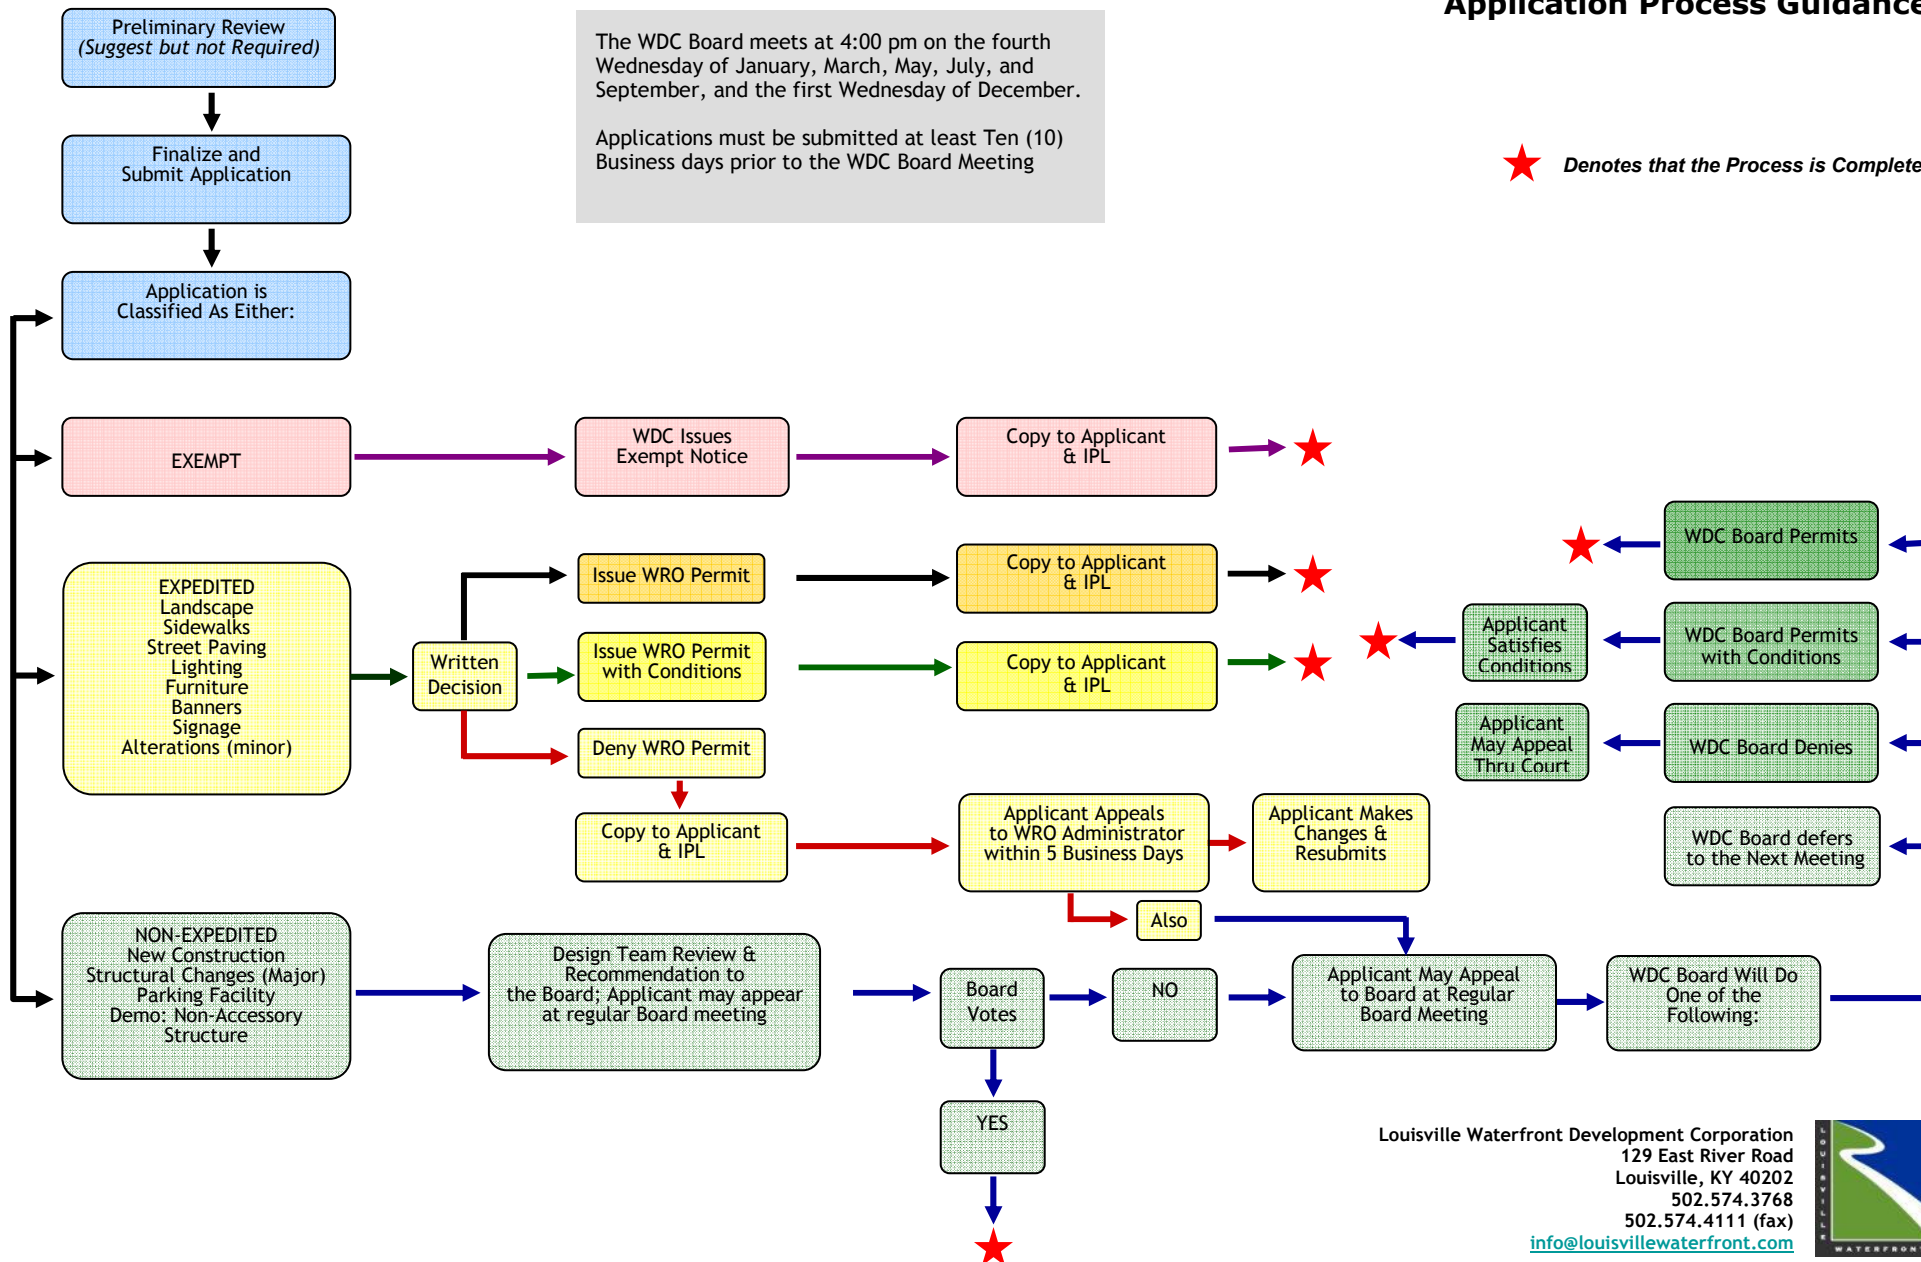 Application Process Guidance
Preliminary Review
(Suggest but not Required)
The WDC Board meets at 4:00 pm on the fourth
Wednesday of January, March, May, July, and
September, and the first Wednesday of December.
Applications must be submitted at least Ten (10)
Business days prior to the WDC Board Meeting
Denotes that the Process is Complete
Finalize and
Submit Application
Application is
Classified As Either:
EXEMPT
WDC Issues
Exempt Notice
Copy to Applicant
& IPL
EXPEDITED
Landscape
Sidewalks
Street Paving
Lighting
Furniture
Banners
Signage
Alterations (minor)
Written
Decision
Issue WRO Permit
Copy to Applicant
& IPL
Issue WRO Permit
with Conditions
Copy to Applicant
& IPL
Deny WRO Permit
Copy to Applicant
& IPL
Applicant Appeals
to WRO Administrator
within 5 Business Days
Applicant Makes
Changes &
Resubmits
Also
WDC Board Permits
Applicant
Satisfies
Conditions
WDC Board Permits
with Conditions
Applicant
May Appeal
Thru Court
WDC Board Denies
WDC Board defers
to the Next Meeting
NON-EXPEDITED
New Construction
Structural Changes (Major)
Parking Facility
Demo: Non-Accessory
Structure
Design Team Review &
Recommendation to
the Board; Applicant may appear
at regular Board meeting
Board
Votes
NO
YES
Applicant May Appeal
to Board at Regular
Board Meeting
WDC Board Will Do
One of the
Following:
Louisville Waterfront Development Corporation
129 East River Road
Louisville, KY 40202
502.574.3768
502.574.4111 (fax)
info@louisvillewaterfront.com
LOUISVILLE
WATERFRONT